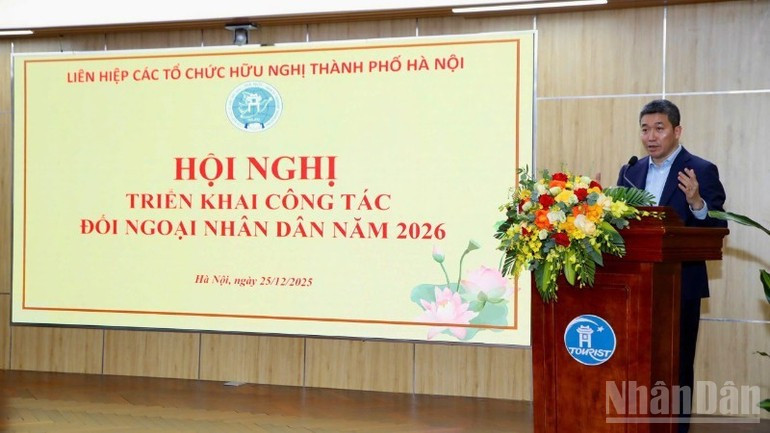 LIÊN HIỆP CÁC TỔ CHỨC HỮU NGHỊ THÀNH PHỐ HÀ NỘI
HỘI NGHỊ
TRIỂN KHAI CÔNG TÁC
ĐỐI NGOẠI NHÂN DÂN NĂM 2026
Hà Nội, ngày 25/12/2025
TOURIST
NhânDân
NhânDân